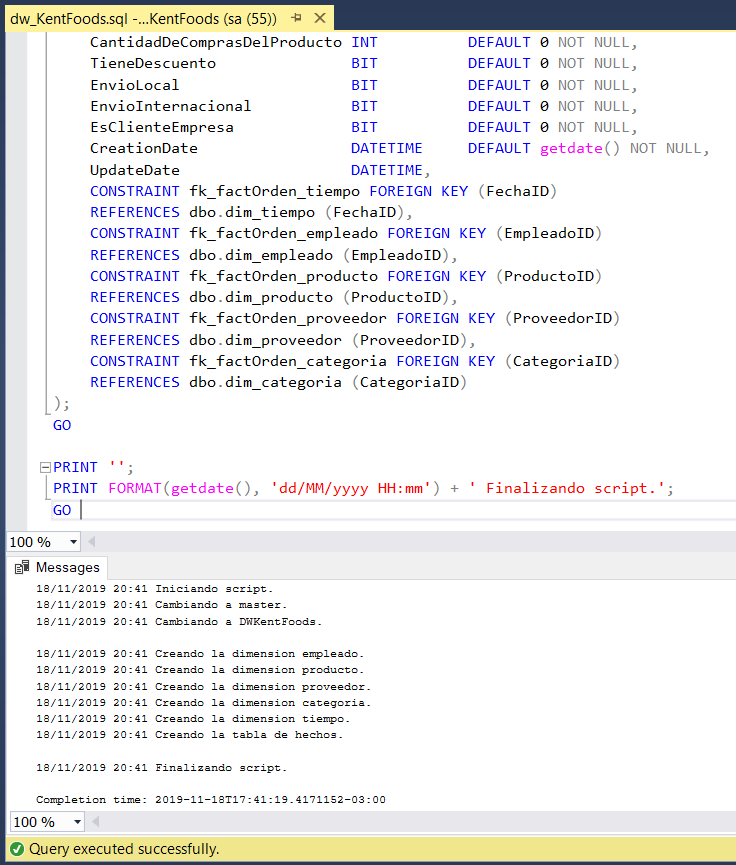 dw_KentFoods.sql -...KentFoods (sa (55))
CantidadDeComprasDelProducto INT DEFAULT 0 NOT NULL,
TieneDescuento BIT DEFAULT 0 NOT NULL,
EnvioLocal BIT DEFAULT 0 NOT NULL,
EnvioInternacional BIT DEFAULT 0 NOT NULL,
EsClienteEmpresa BIT DEFAULT 0 NOT NULL,
CreationDate DATETIME DEFAULT getdate() NOT NULL,
UpdateDate DATETIME,
CONSTRAINT fk_factOrden_tiempo FOREIGN KEY (FechaID)
REFERENCES dbo.dim_tiempo (FechaID),
CONSTRAINT fk_factOrden_empleado FOREIGN KEY (EmpleadoID)
REFERENCES dbo.dim_empleado (EmpleadoID),
CONSTRAINT fk_factOrden_producto FOREIGN KEY (ProductoID)
REFERENCES dbo.dim_producto (ProductoID),
CONSTRAINT fk_factOrden_proveedor FOREIGN KEY (ProveedorID)
REFERENCES dbo.dim_proveedor (ProveedorID),
CONSTRAINT fk_factOrden_categoria FOREIGN KEY (CategoriaID)
REFERENCES dbo.dim_categoria (CategoriaID)
);
GO
PRINT '';
PRINT FORMAT(getdate(), 'dd/MM/yyyy HH:mm') + ' Finalizando script.';
GO
100 %
Messages
18/11/2019 20:41 Iniciando script.
18/11/2019 20:41 Cambiando a master.
18/11/2019 20:41 Cambiando a DWKentFoods.
18/11/2019 20:41 Creando la dimension empleado.
18/11/2019 20:41 Creando la dimension producto.
18/11/2019 20:41 Creando la dimension proveedor.
18/11/2019 20:41 Creando la dimension categoria.
18/11/2019 20:41 Creando la dimension tiempo.
18/11/2019 20:41 Creando la tabla de hechos.
18/11/2019 20:41 Finalizando script.
Completion time: 2019-11-18T17:41:19.4171152-03:00
100 %
Query executed successfully.